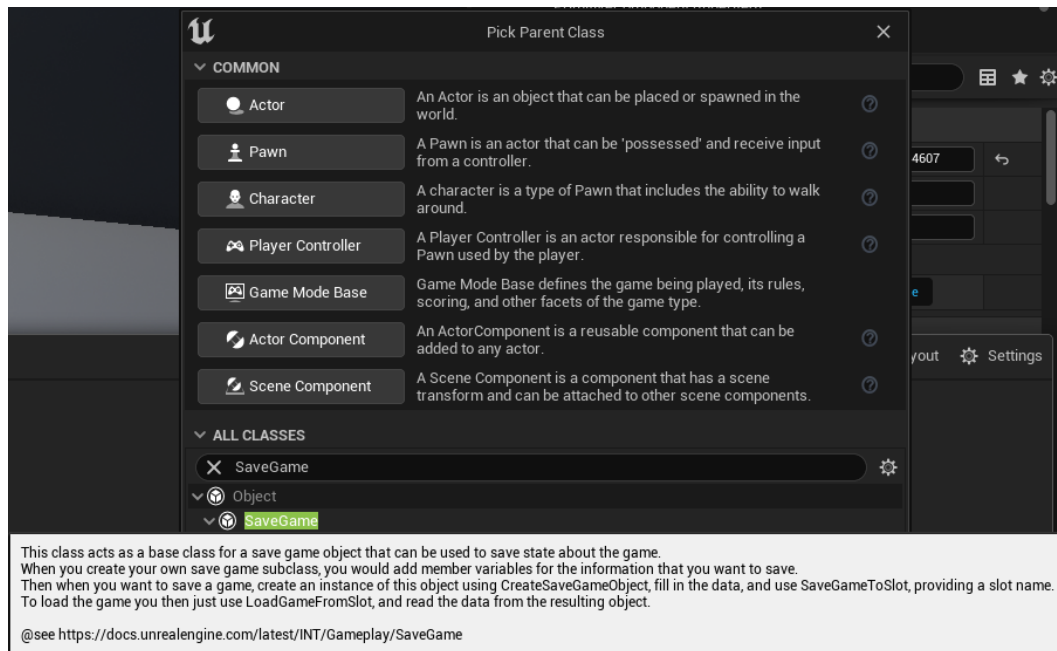 Pick Parent Class
COMMON
Actor
An Actor is an object that can be placed or spawned in the
world.
Pawn
A Pawn is an actor that can be 'possessed' and receive input
from a controller.
4607
Character
A character is a type of Pawn that includes the ability to walk
around.
Player Controller
A Player Controller is an actor responsible for controlling a
Pawn used by the player.
Game Mode Base
Game Mode Base defines the game being played, its rules,
scoring, and other facets of the game type.
e
Actor Component
An ActorComponent is a reusable component that can be
added to any actor.
yout
Settings
Scene Component
A Scene Component is a component that has a scene
transform and can be attached to other scene components.
ALL CLASSES
SaveGame
Object
SaveGame
This class acts as a base class for a save game object that can be used to save state about the game.
When you create your own save game subclass, you would add member variables for the information that you want to save.
Then when you want to save a game, create an instance of this object using CreateSaveGameObject, fill in the data, and use SaveGameToSlot, providing a slot name.
To load the game you then just use LoadGameFromSlot, and read the data from the resulting object.
@see https://docs.unrealengine.com/latest/INT/Gameplay/SaveGame